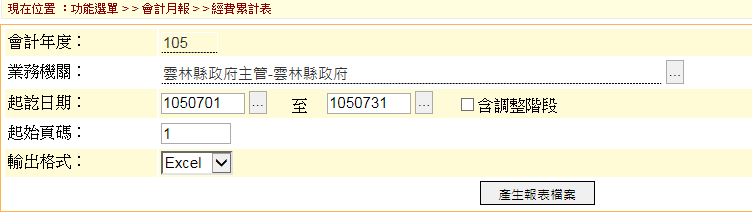 現在位置 ：功能選單>>會計月報>>經費累計表
會計年度： 105
業務機關： 雲林縣政府主管-雲林縣政府 ...
起訖日期： 1050701 ... 至 1050731 ... 含調整階段
起始頁碼： 1
輸出格式： Excel
產生報表檔案